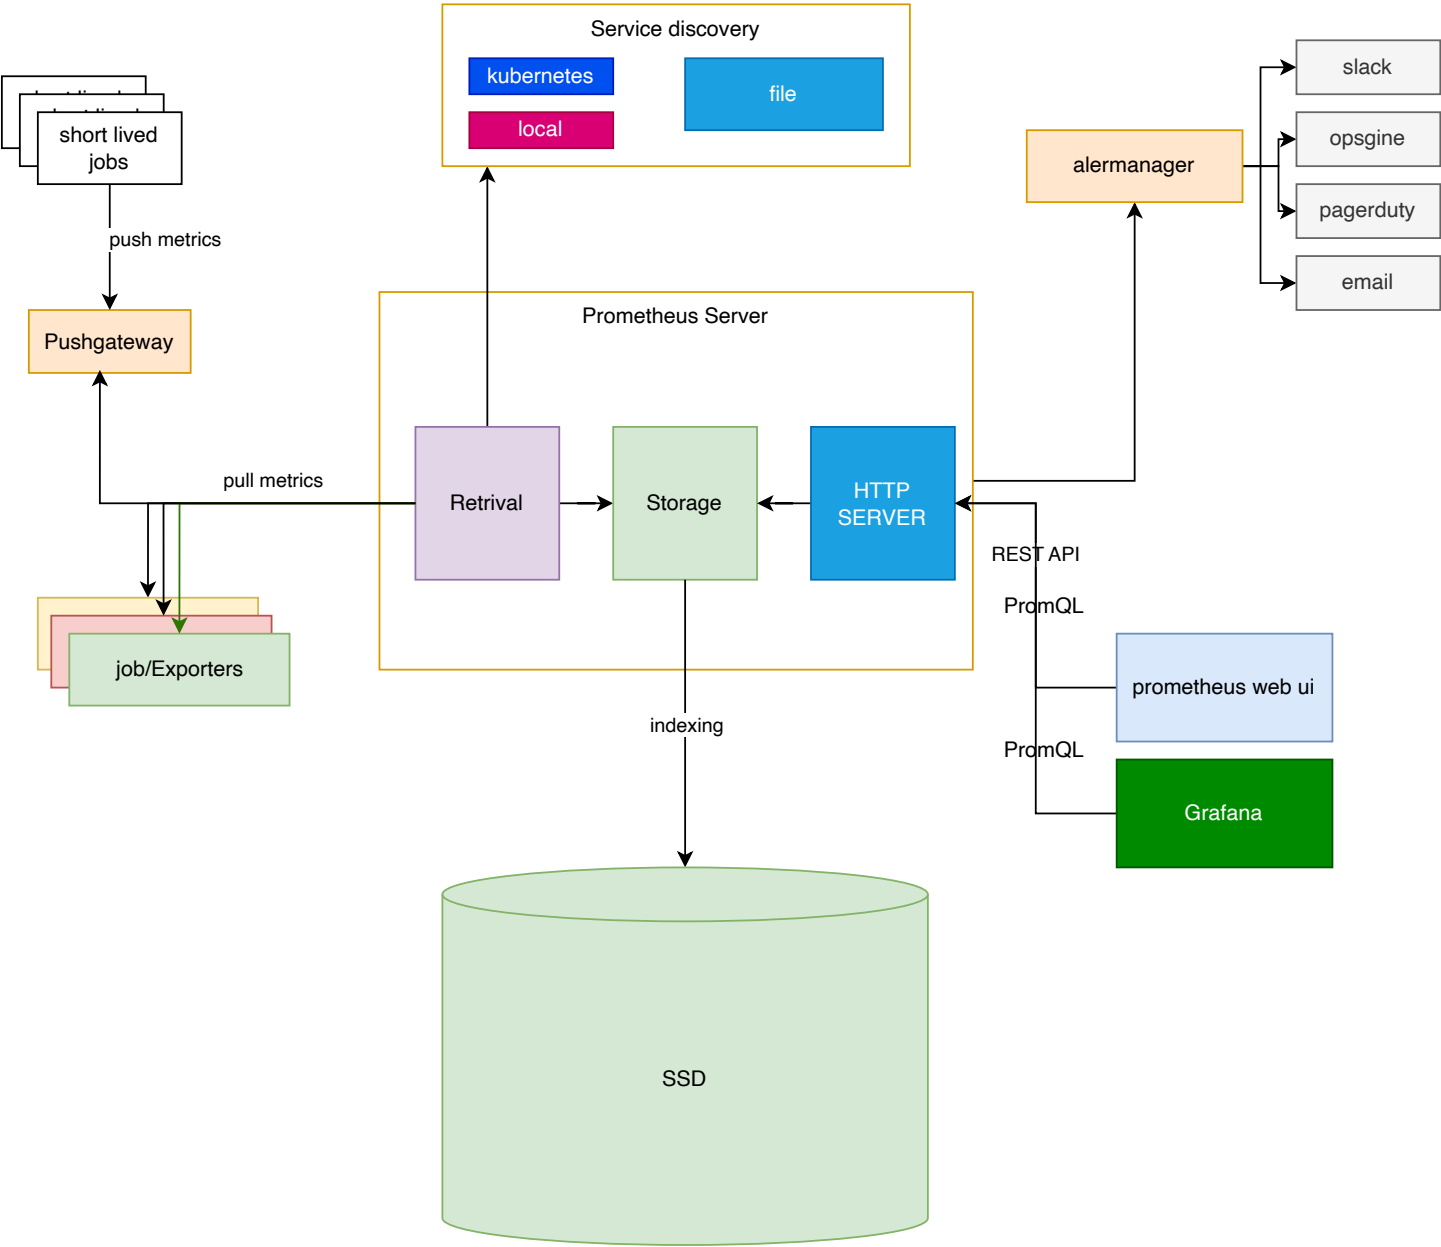 Service discovery
kubernetes
file
local
slack
opsgine
pagerduty
email
alermanager
short lived
jobs
push metrics
Pushgateway
Prometheus Server
pull metrics
Retrival
Storage
HTTP
SERVER
REST API
PromQL
job/Exporters
prometheus web ui
indexing
PromQL
Grafana
SSD